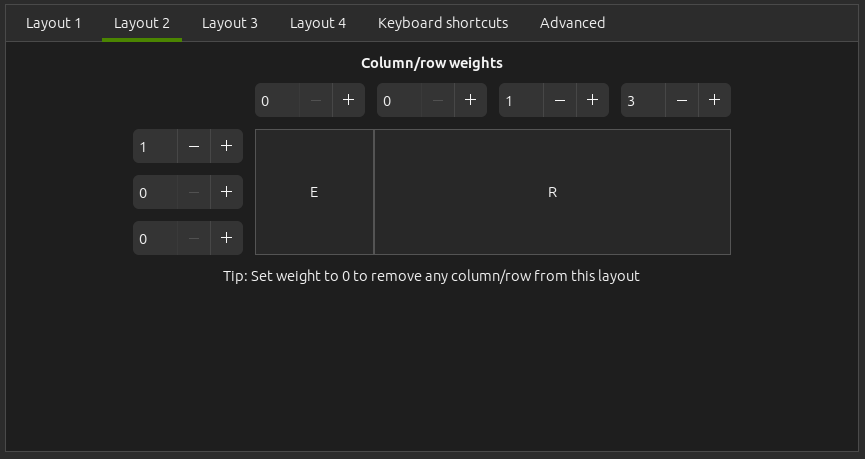 Layout 1 Layout 2 Layout 3 Layout 4 Keyboard shortcuts Advanced
Column/row weights
0 − + 0 − + 1 − + 3 − +
1 − +
0 − + E R
0 − +
Tip: Set weight to 0 to remove any column/row from this layout